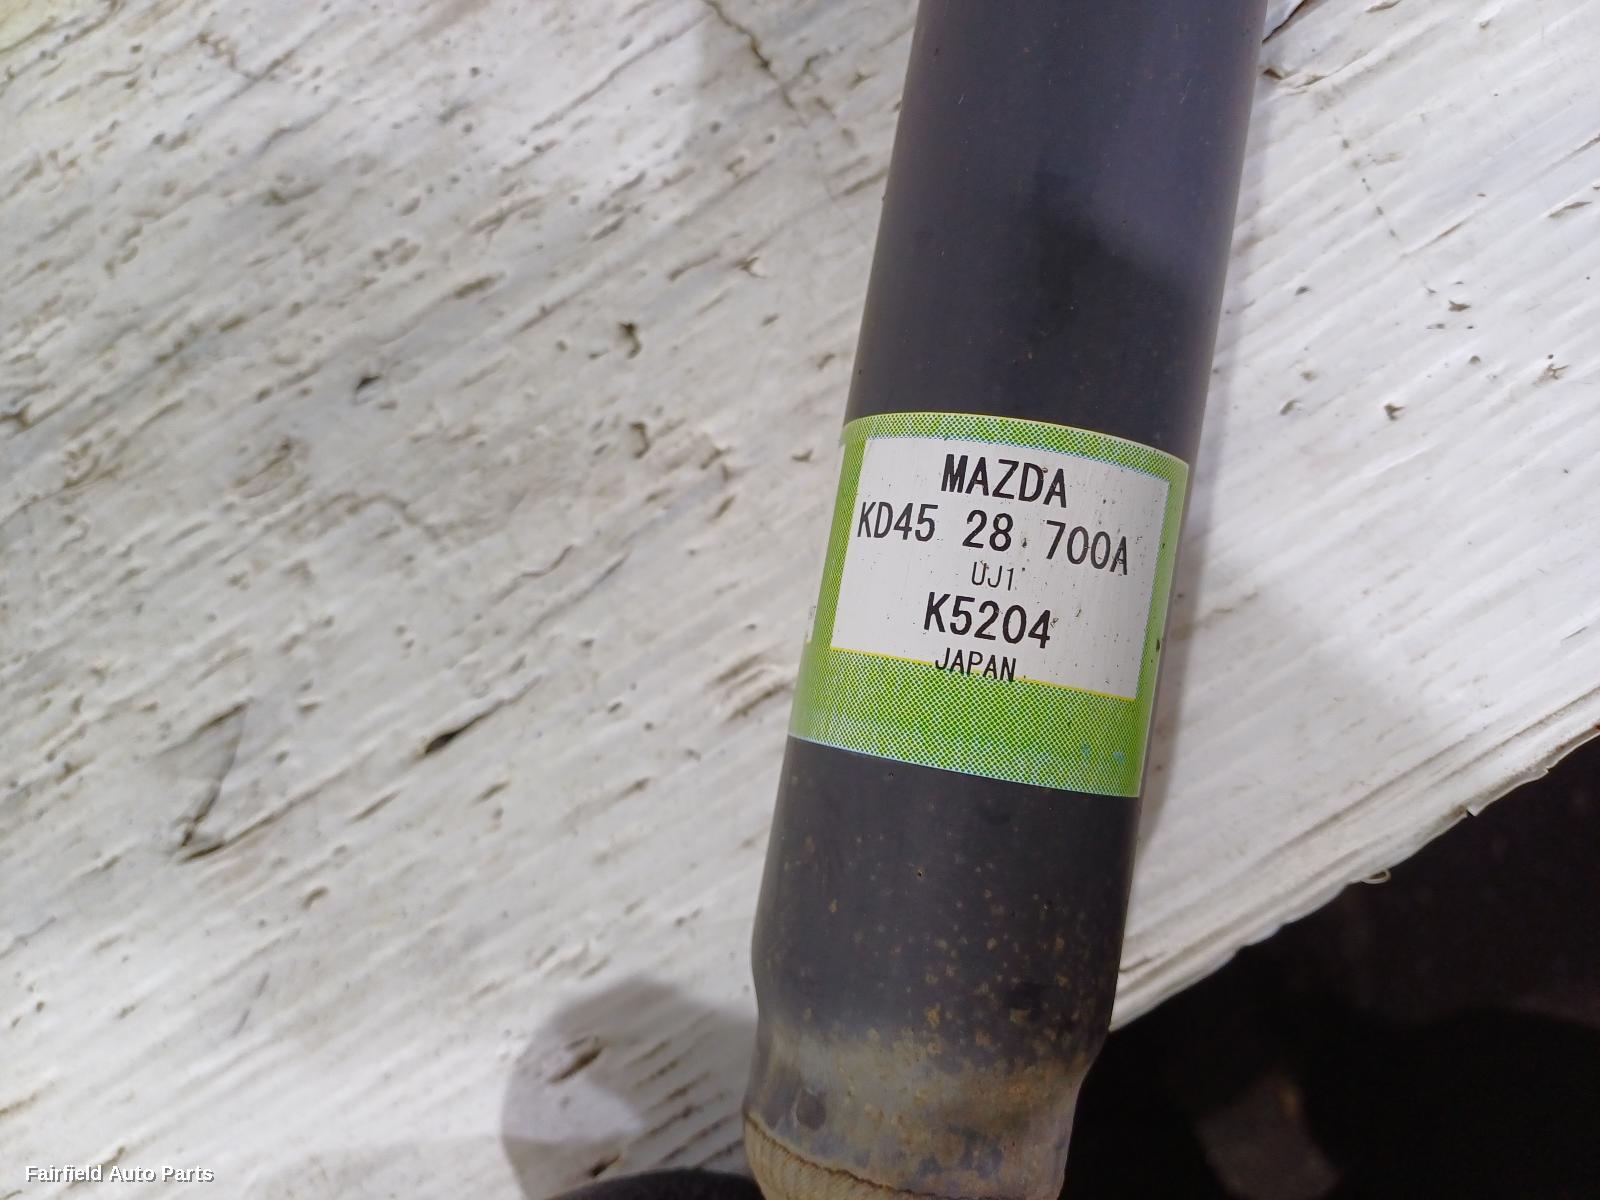 MAZDA
KD45 28 700A
UJ1
K5204
JAPAN
Fairfield Auto Parts